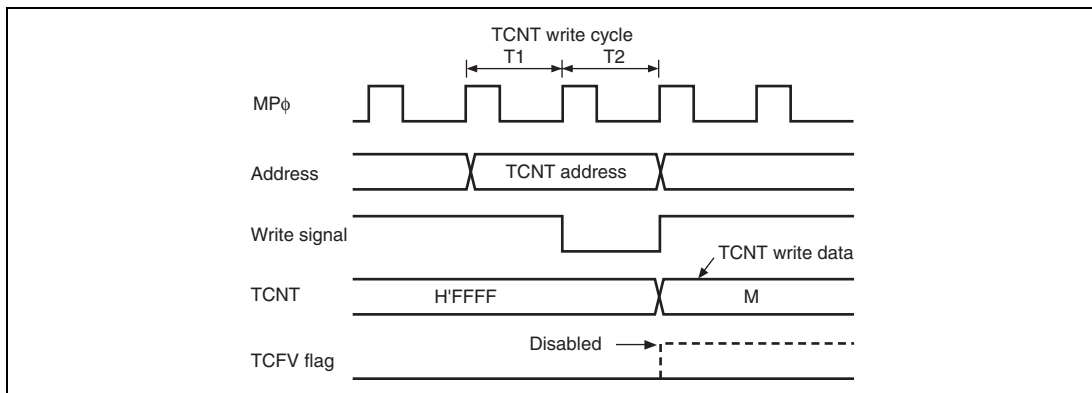 TCNT write cycle
T1 T2
MPφ
Address TCNT address
Write signal
TCNT write data
TCNT H'FFFF M
Disabled
TCFV flag